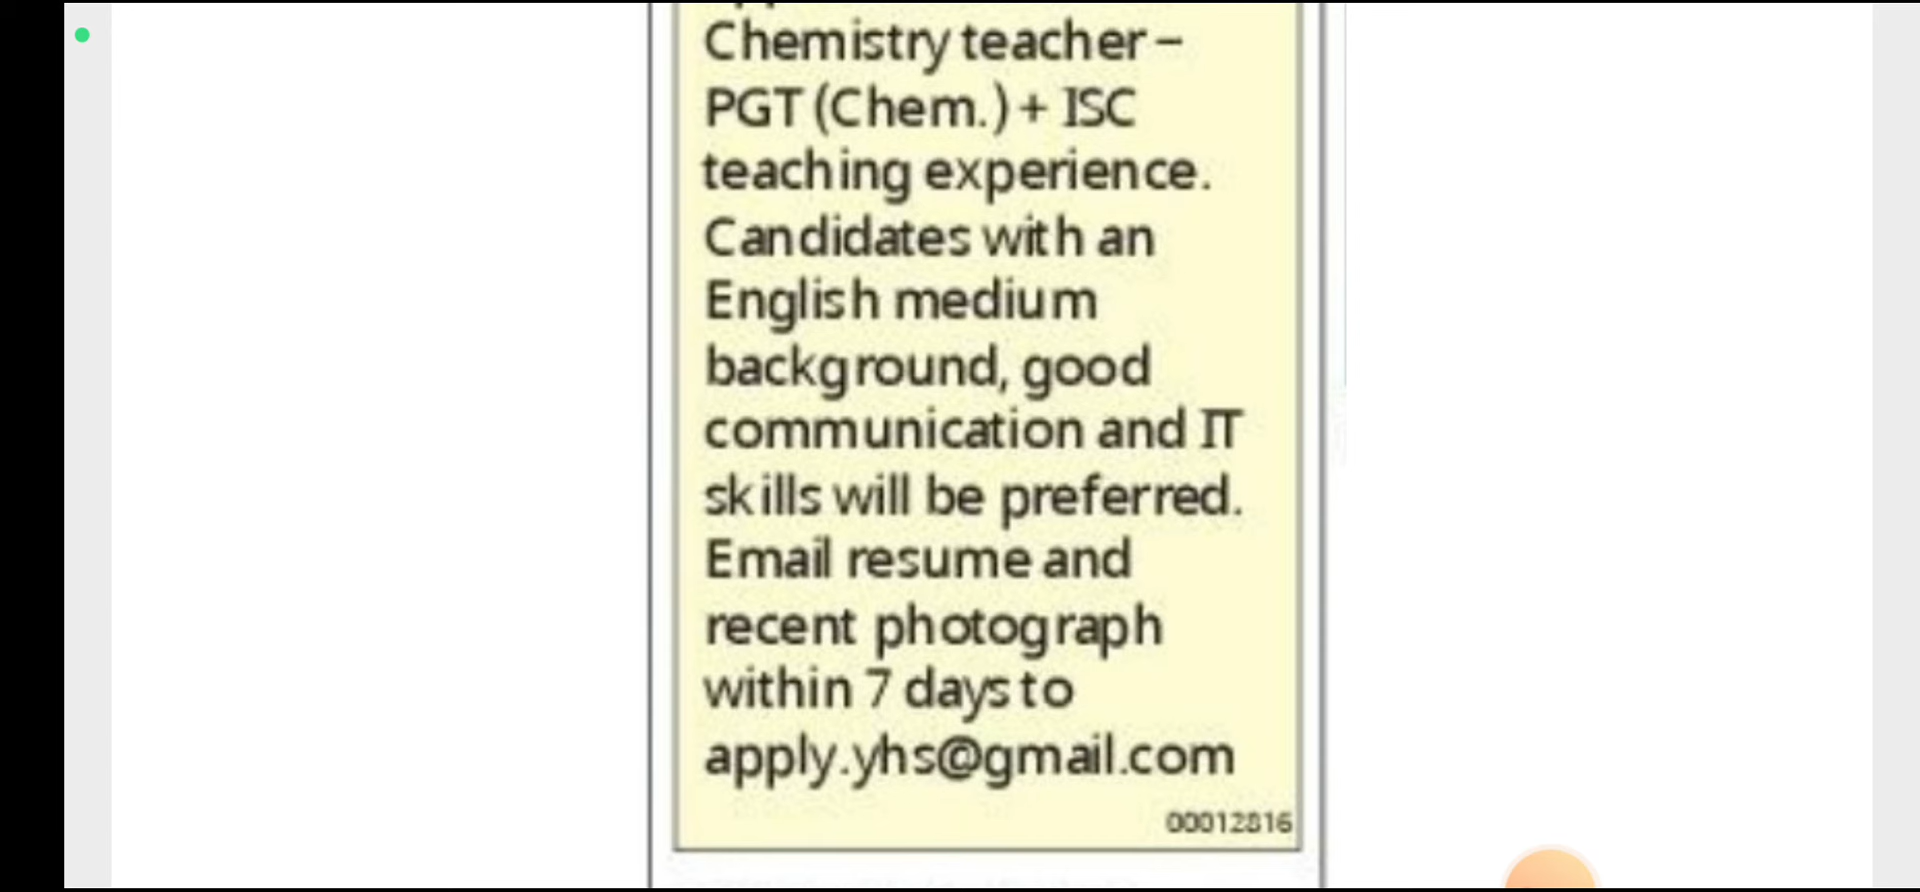 Chemistry teacher –
PGT (Chem.) + ISC
teaching experience.
Candidates with an
English medium
background, good
communication and IT
skills will be preferred.
Email resume and
recent photograph
within 7 days to
apply.yhs@gmail.com
00012816